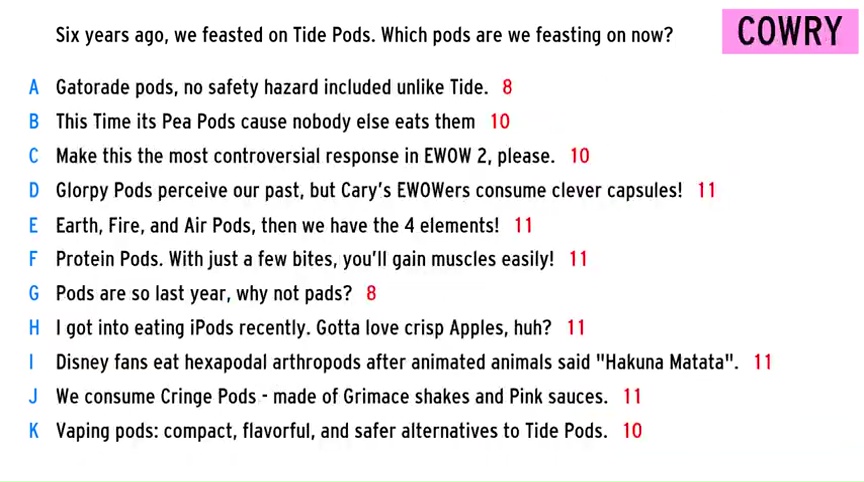 Six years ago, we feasted on Tide Pods. Which pods are we feasting on now?
COWRY
A Gatorade pods, no safety hazard included unlike Tide. 8
B This Time its Pea Pods cause nobody else eats them 10
C Make this the most controversial response in EWOW 2, please. 10
D Glorpy Pods perceive our past, but Cary's EWOWers consume clever capsules! 11
E Earth, Fire, and Air Pods, then we have the 4 elements! 11
F Protein Pods. With just a few bites, you'll gain muscles easily! 11
G Pods are so last year, why not pads? 8
H I got into eating iPods recently. Gotta love crisp Apples, huh? 11
I Disney fans eat hexapodal arthropods after animated animals said "Hakuna Matata". 11
J We consume Cringe Pods - made of Grimace shakes and Pink sauces. 11
K Vaping pods: compact, flavorful, and safer alternatives to Tide Pods. 10